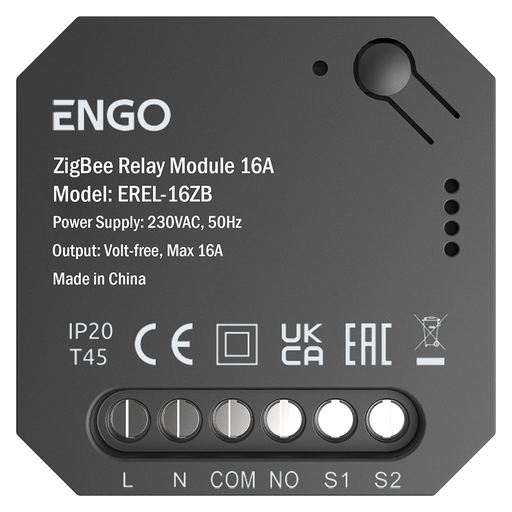 ENGO
ZigBee Relay Module 16A
Model: EREL-16ZB
Power Supply: 230VAC, 50Hz
Output: Volt-free, Max 16A
Made in China
IP20
T45
CE
UK
CA
EAC
L N COM NO S1 S2